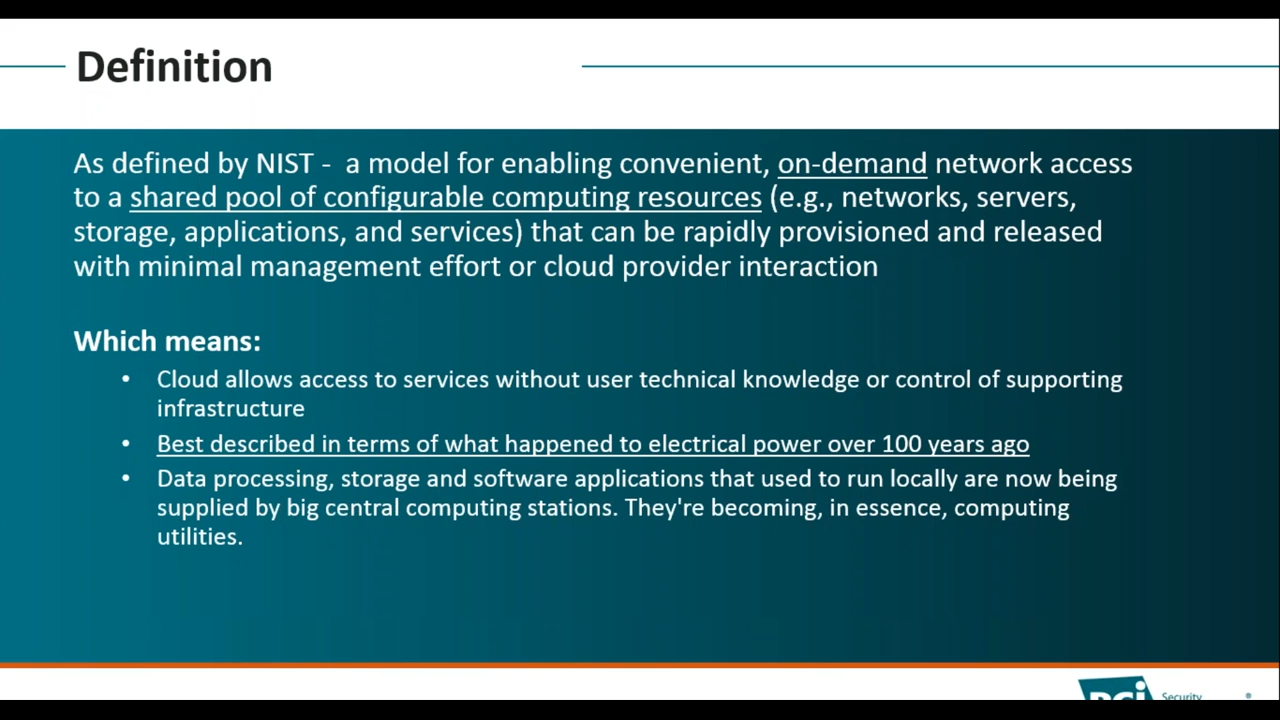 Definition
As defined by NIST -  a model for enabling convenient, on-demand network access
to a shared pool of configurable computing resources (e.g., networks, servers,
storage, applications, and services) that can be rapidly provisioned and released
with minimal management effort or cloud provider interaction
Which means:
• Cloud allows access to services without user technical knowledge or control of supporting
infrastructure
• Best described in terms of what happened to electrical power over 100 years ago
• Data processing, storage and software applications that used to run locally are now being
supplied by big central computing stations. They're becoming, in essence, computing
utilities.
PCi Security ®